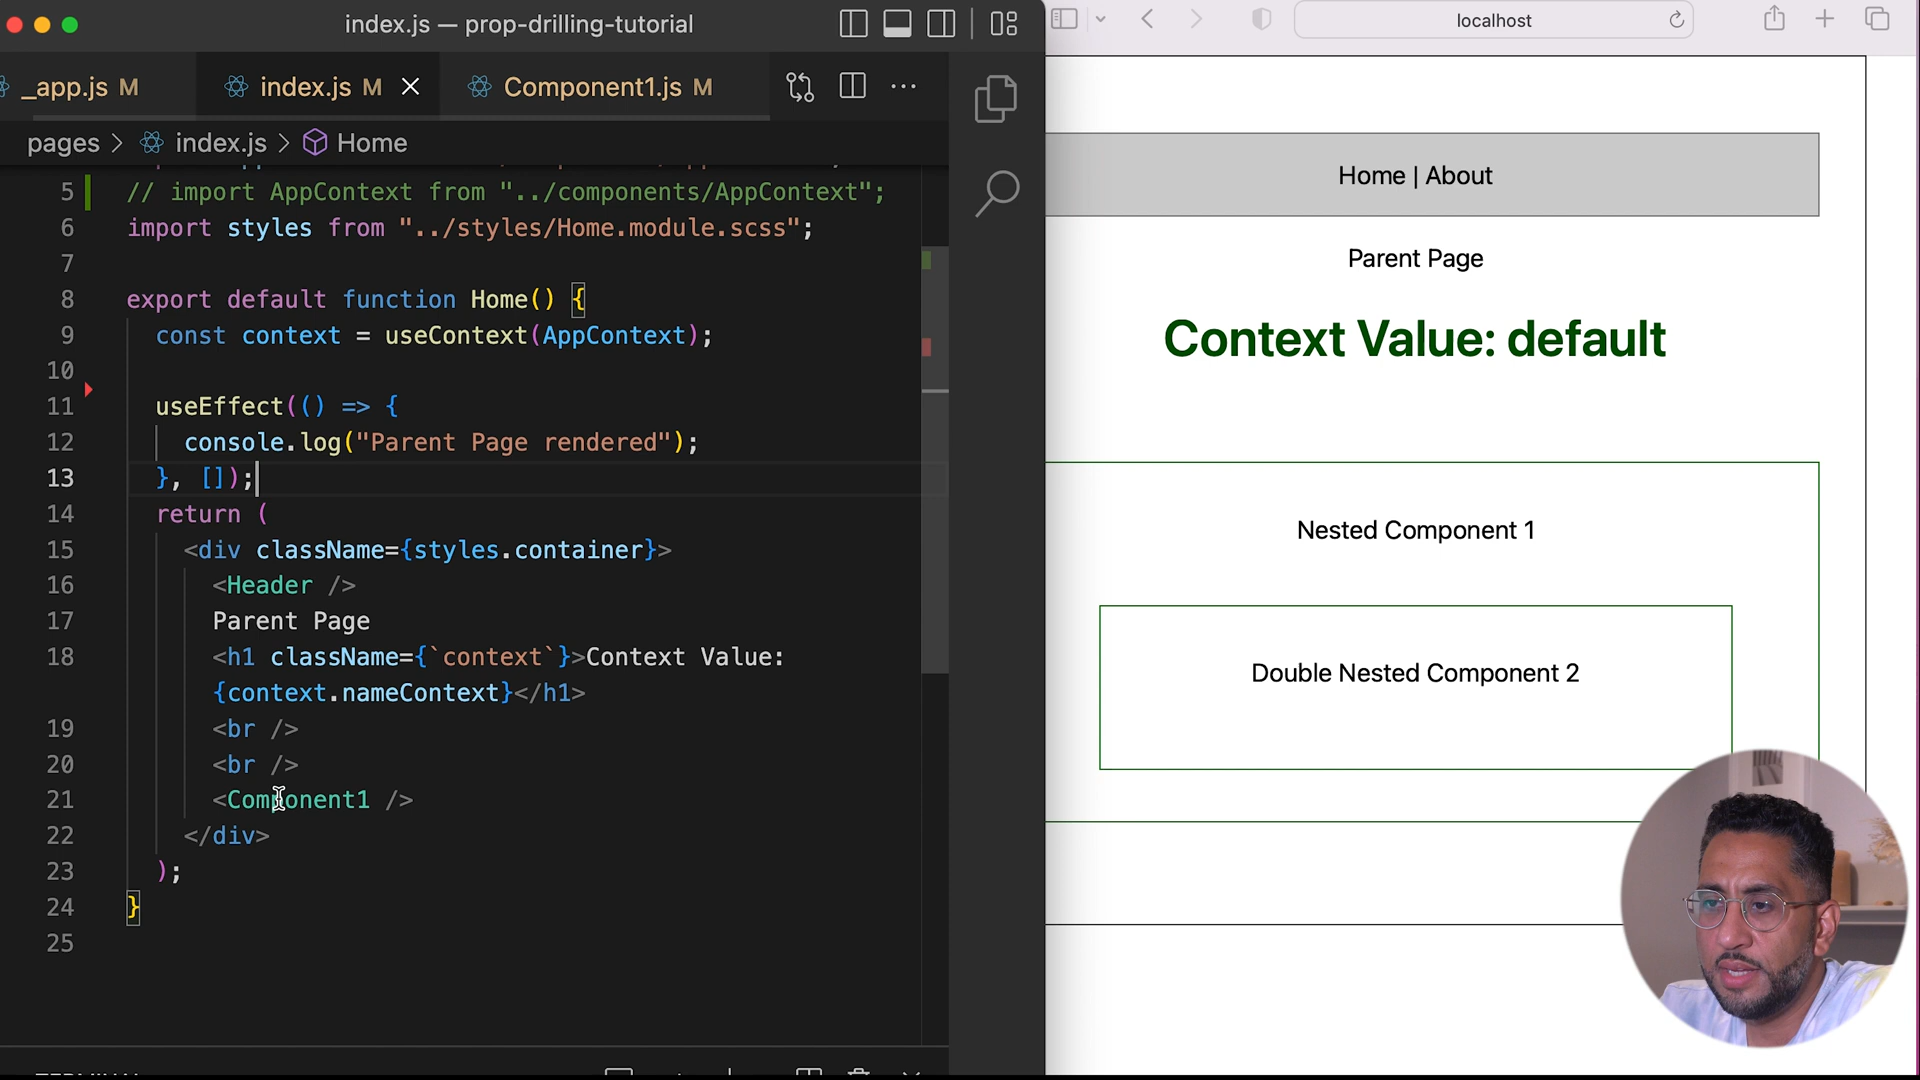 index.js — prop-drilling-tutorial
localhost
_app.js M
index.js M
Component1.js M
pages > index.js > Home
5 // import AppContext from "../components/AppContext";
6 import styles from "../styles/Home.module.scss";
7
8 export default function Home() {
9 const context = useContext(AppContext);
10
11 useEffect(() => {
12 console.log("Parent Page rendered");
13 }, []);
14 return (
15 <div className={styles.container}>
16 <Header />
17 Parent Page
18 <h1 className={`context`}>Context Value:
{context.nameContext}</h1>
19 <br />
20 <br />
21 <Component1 />
22 </div>
23 );
24 }
25
Home | About
Parent Page
Context Value: default
Nested Component 1
Double Nested Component 2